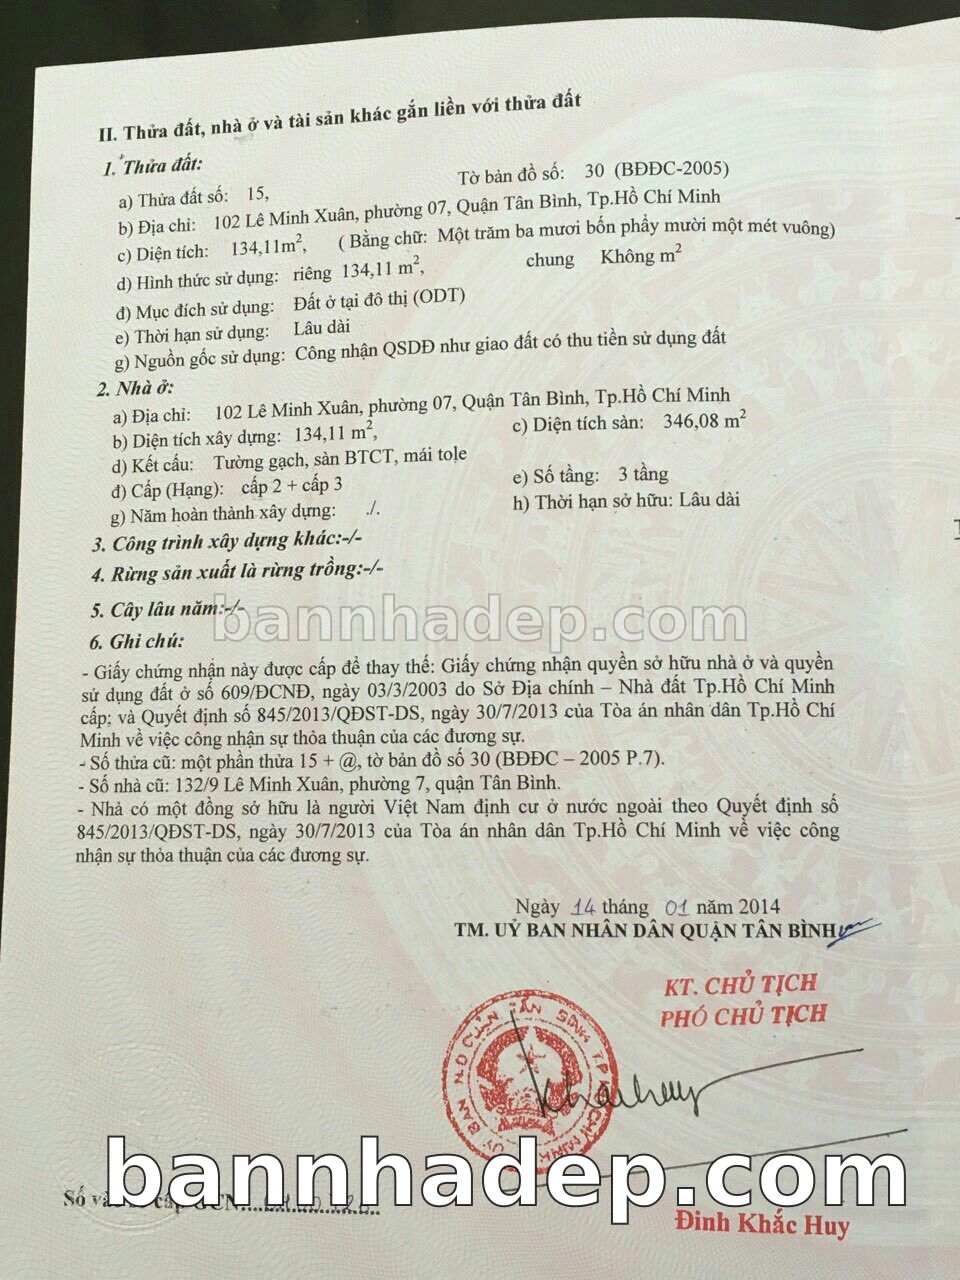 II. Thửa đất, nhà ở và tài sản khác gắn liền với thửa đất
1. Thửa đất:
a) Thửa đất số: 15, Tờ bản đồ số: 30 (BĐĐC-2005)
b) Địa chỉ: 102 Lê Minh Xuân, phường 07, Quận Tân Bình, Tp.Hồ Chí Minh
c) Diện tích: 134,11m², ( Bằng chữ: Một trăm ba mươi bốn phẩy mười một mét vuông)
d) Hình thức sử dụng: riêng 134,11 m², chung Không m²
đ) Mục đích sử dụng: Đất ở tại đô thị (ODT)
e) Thời hạn sử dụng: Lâu dài
g) Nguồn gốc sử dụng: Công nhận QSDĐ như giao đất có thu tiền sử dụng đất
2. Nhà ở:
a) Địa chỉ: 102 Lê Minh Xuân, phường 07, Quận Tân Bình, Tp.Hồ Chí Minh
b) Diện tích xây dựng: 134,11 m², c) Diện tích sàn: 346,08 m²
d) Kết cấu: Tường gạch, sàn BTCT, mái tole
đ) Cấp (Hạng): cấp 2 + cấp 3 e) Số tầng: 3 tầng
g) Năm hoàn thành xây dựng: ./. h) Thời hạn sở hữu: Lâu dài
3. Công trình xây dựng khác:-/-
4. Rừng sản xuất là rừng trồng:-/-
5. Cây lâu năm:-/-
bannhadep.com
6. Ghi chú:
- Giấy chứng nhận này được cấp để thay thế: Giấy chứng nhận quyền sở hữu nhà ở và quyền
sử dụng đất ở số 609/ĐCNĐ, ngày 03/3/2003 do Sở Địa chính – Nhà đất Tp.Hồ Chí Minh
cấp; và Quyết định số 845/2013/QĐST-DS, ngày 30/7/2013 của Tòa án nhân dân Tp.Hồ Chí
Minh về việc công nhận sự thỏa thuận của các đương sự.
- Số thửa cũ: một phần thửa 15 + @, tờ bản đồ số 30 (BĐĐC – 2005 P.7).
- Số nhà cũ: 132/9 Lê Minh Xuân, phường 7, quận Tân Bình.
- Nhà có một đồng sở hữu là người Việt Nam định cư ở nước ngoài theo Quyết định số
845/2013/QĐST-DS, ngày 30/7/2013 của Tòa án nhân dân Tp.Hồ Chí Minh về việc công
nhận sự thỏa thuận của các đương sự.
Ngày 14 tháng 01 năm 2014
TM. UỶ BAN NHÂN DÂN QUẬN TÂN BÌNH
KT. CHỦ TỊCH
PHÓ CHỦ TỊCH
Khachuy
bannhadep.com
Đinh Khắc Huy